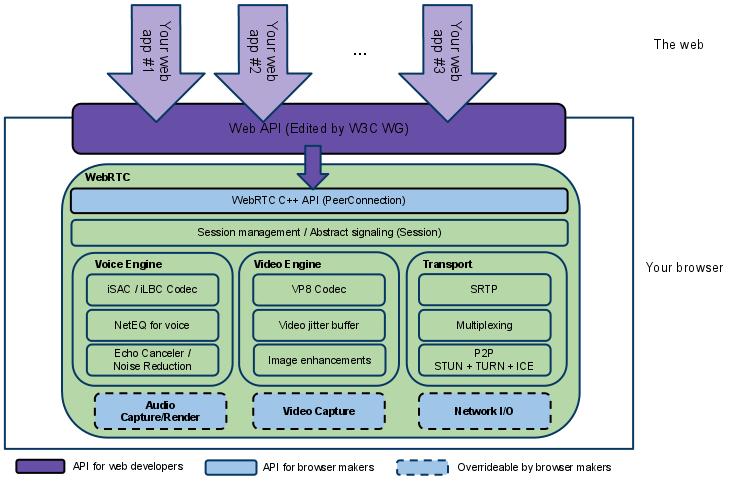 Your web
app #1
Your web
app #2
...
Your web
app #3
The web
Web API (Edited by W3C WG)
WebRTC
WebRTC C++ API (PeerConnection)
Session management / Abstract signaling (Session)
Your browser
Voice Engine
iSAC / iLBC Codec
NetEQ for voice
Echo Canceler /
Noise Reduction
Audio
Capture/Render
Video Engine
VP8 Codec
Video jitter buffer
Image enhancements
Video Capture
Transport
SRTP
Multiplexing
P2P
STUN + TURN + ICE
Network I/O
API for web developers
API for browser makers
Overrideable by browser makers